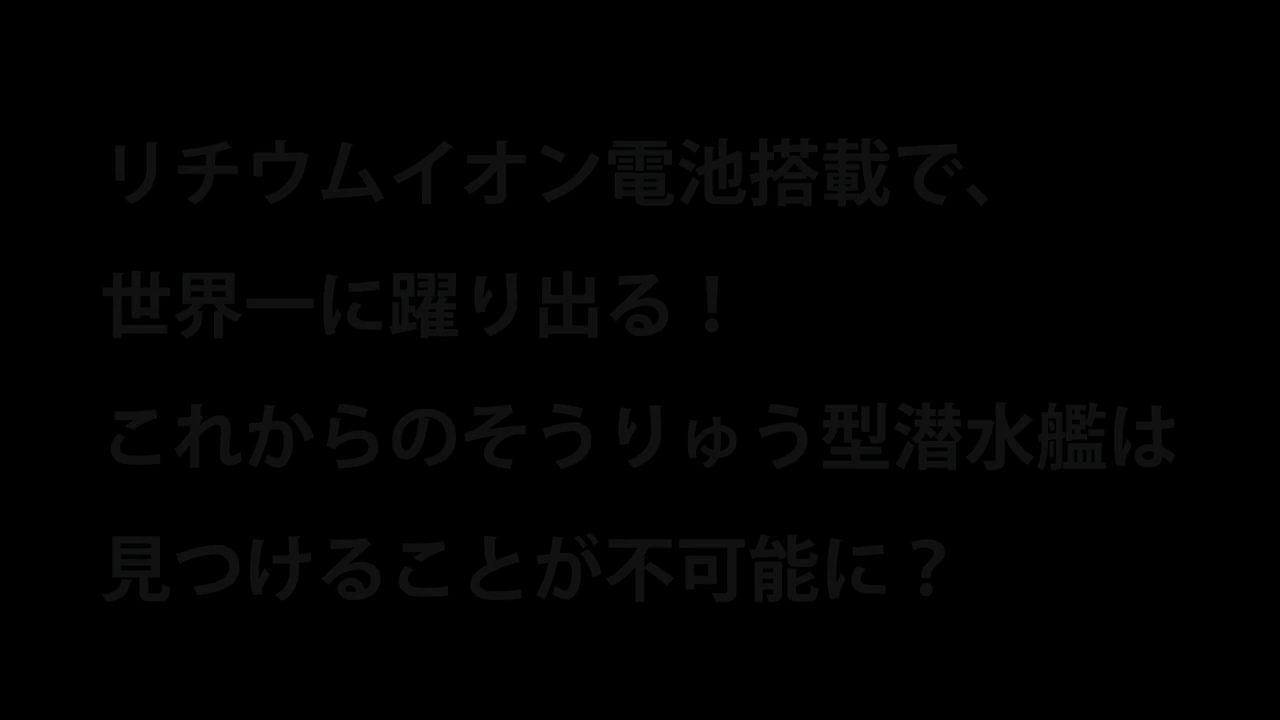 リチウムイオン電池搭載で、
世界一に躍り出る！
これからのそうりゅう型潜水艦は
見つけることが不可能に？